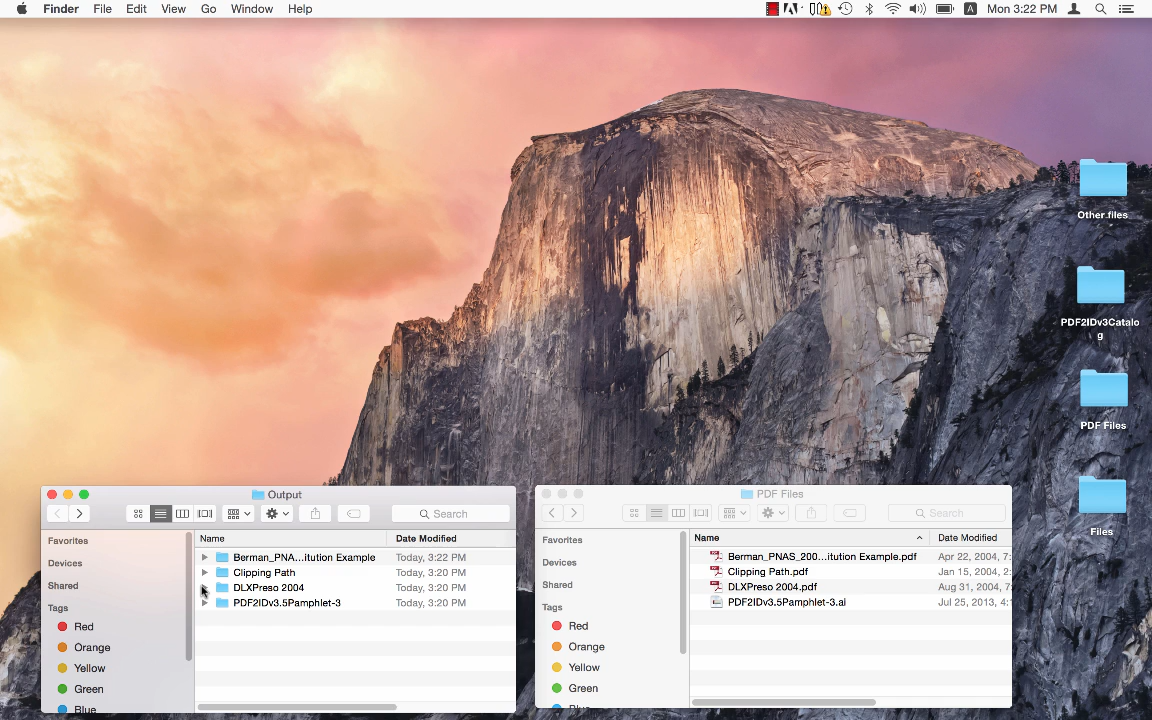 Finder File Edit View Go Window Help
A Mon 3:22 PM
Other files
PDF2IDv3Catalo
g
PDF Files
Files
Output
Search
Favorites
Devices
Shared
Tags
Red
Orange
Yellow
Green
Blue
Name Date Modified
Berman_PNA...itution Example Today, 3:22 PM
Clipping Path Today, 3:20 PM
DLXPreso 2004 Today, 3:20 PM
PDF2IDv3.5Pamphlet-3 Today, 3:20 PM
PDF Files
Search
Favorites
Devices
Shared
Tags
Red
Orange
Yellow
Green
Blue
Name Date Modified
Berman_PNAS_200...itution Example.pdf Apr 22, 2004, 7:
Clipping Path.pdf Jan 15, 2004, 2:
DLXPreso 2004.pdf Aug 31, 2004, 7:
PDF2IDv3.5Pamphlet-3.ai Jul 25, 2013, 4: